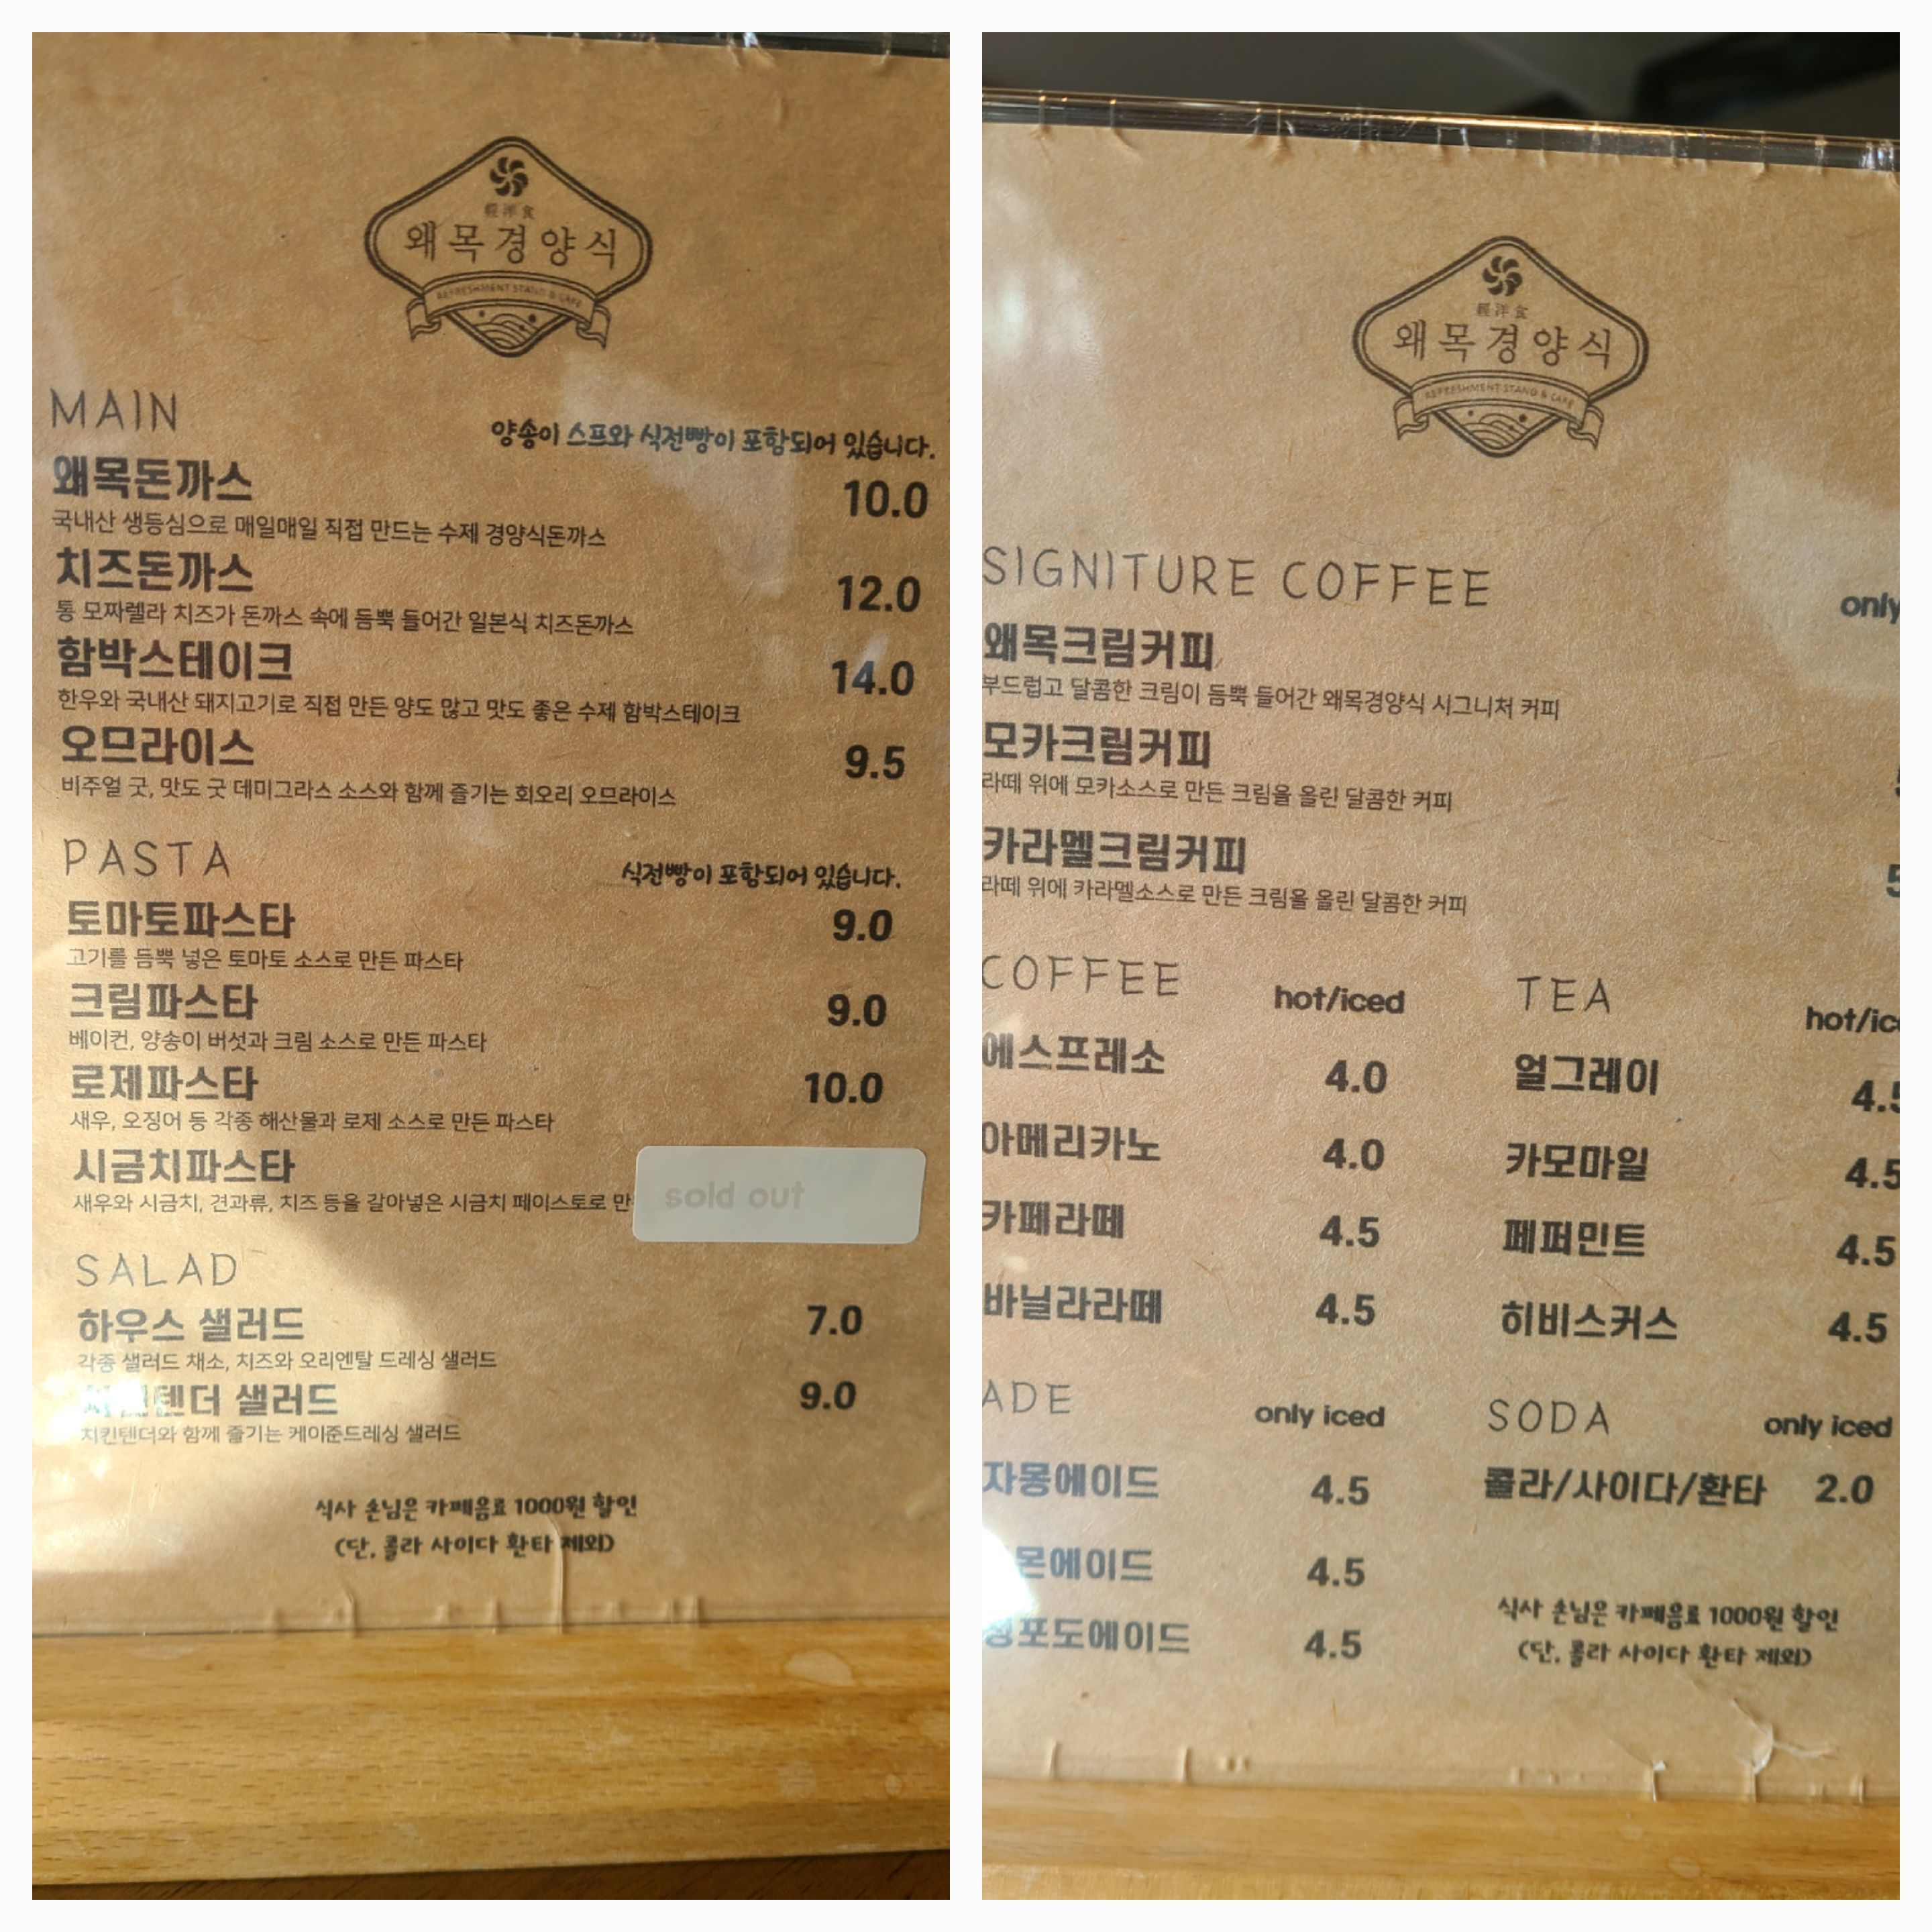 輕洋食
왜목경양식
REFRESHMENT STAND & CAFE
MAIN
양송이 스프와 식전빵이 포함되어 있습니다.
왜목돈까스 10.0
국내산 생등심으로 매일매일 직접 만드는 수제 경양식돈까스
치즈돈까스 12.0
통 모짜렐라 치즈가 돈까스 속에 듬뿍 들어간 일본식 치즈돈까스
함박스테이크 14.0
한우와 국내산 돼지고기로 직접 만든 양도 많고 맛도 좋은 수제 함박스테이크
오므라이스 9.5
비주얼 굿, 맛도 굿 데미그라스 소스와 함께 즐기는 회오리 오므라이스
PASTA
식전빵이 포함되어 있습니다.
토마토파스타 9.0
고기를 듬뿍 넣은 토마토 소스로 만든 파스타
크림파스타 9.0
베이컨, 양송이 버섯과 크림 소스로 만든 파스타
로제파스타 10.0
새우, 오징어 등 각종 해산물과 로제 소스로 만든 파스타
시금치파스타
새우와 시금치, 견과류, 치즈 등을 갈아넣은 시금치 페이스토로 만 sold out
SALAD
하우스 샐러드 7.0
각종 샐러드 채소, 치즈와 오리엔탈 드레싱 샐러드
치킨텐더 샐러드 9.0
치킨텐더와 함께 즐기는 케이준드레싱 샐러드
식사 손님은 카페음료 1000원 할인
(단, 콜라 사이다 환타 제외)
輕洋食
왜목경양식
REFRESHMENT STAND & CAFE
SIGNITURE COFFEE only
왜목크림커피
부드럽고 달콤한 크림이 듬뿍 들어간 왜목경양식 시그니처 커피
모카크림커피
라떼 위에 모카소스로 만든 크림을 올린 달콤한 커피
카라멜크림커피 5
라떼 위에 카라멜소스로 만든 크림을 올린 달콤한 커피
COFFEE hot/iced
에스프레소 4.0
아메리카노 4.0
카페라떼 4.5
바닐라라떼 4.5
TEA hot/ice
얼그레이 4.5
카모마일 4.5
페퍼민트 4.5
히비스커스 4.5
ADE only iced
자몽에이드 4.5
몬에이드 4.5
청포도에이드 4.5
SODA only iced
콜라/사이다/환타 2.0
식사 손님은 카페음료 1000원 할인
(단, 콜라 사이다 환타 제외)